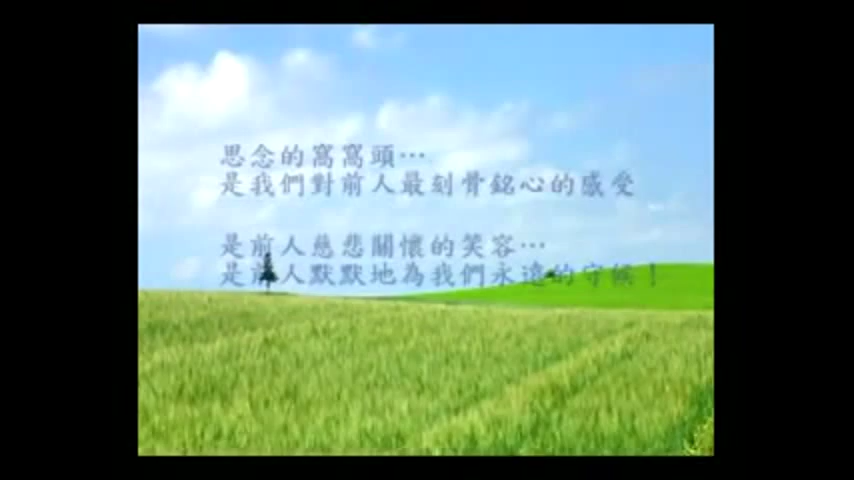 思念的窩窩頭…
是我們對前人最刻骨銘心的感受
是前人慈悲關懷的笑容…
是前人默默地為我們永遠的守候！